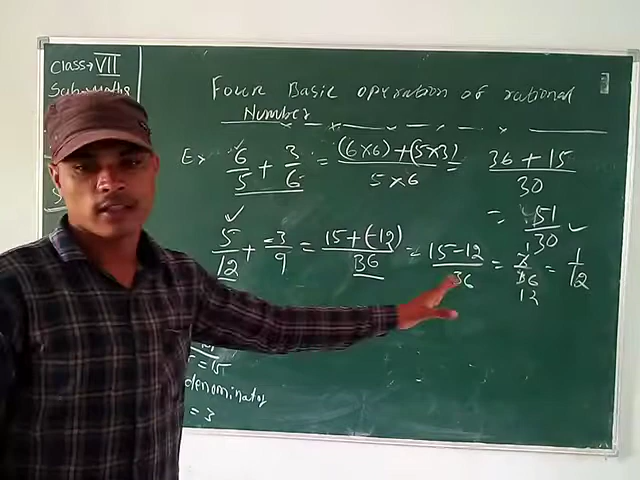 Class→ VII
Sub:- Maths
Four Basic operation of rational
Number
Ex 6/5 + 3/6 = (6×6)+(5×3)/5×6 = 36+15/30
= 51/30
5/12 + -3/9 = 15+(-12)/36 = 15-12/36 = 3/36 = 1/12
1
12
= 15
denominator
= 3